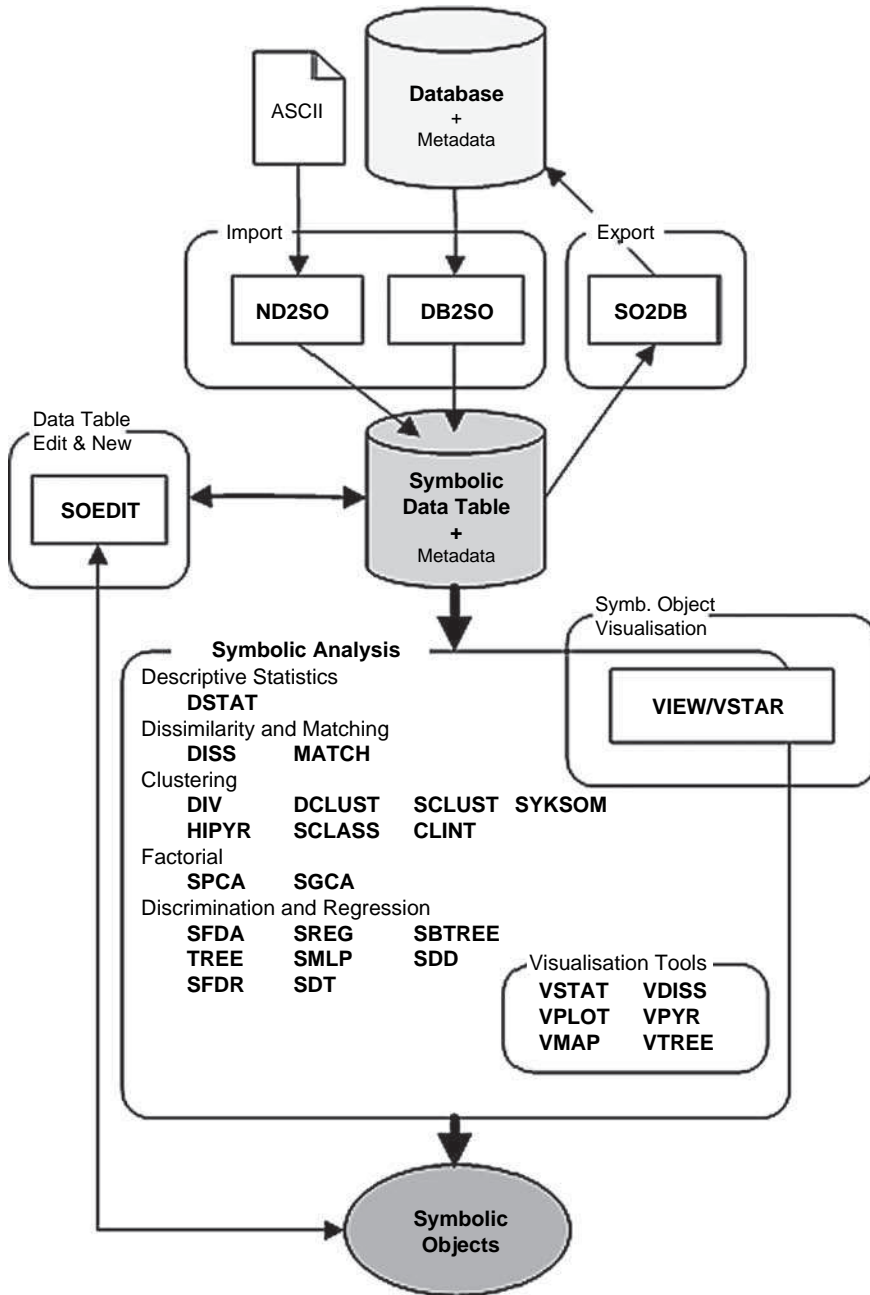 ASCII
Database
+
Metadata
Import
Export
ND2SO
DB2SO
SO2DB
Data Table
Edit & New
SOEDIT
Symbolic
Data Table
+
Metadata
Symb. Object
Visualisation
VIEW/VSTAR
Symbolic Analysis
Descriptive Statistics
DSTAT
Dissimilarity and Matching
DISS MATCH
Clustering
DIV DCLUST SCLUST SYKSOM
HIPYR SCLASS CLINT
Factorial
SPCA SGCA
Discrimination and Regression
SFDA SREG SBTREE
TREE SMLP SDD
SFDR SDT
Visualisation Tools
VSTAT VDISS
VPLOT VPYR
VMAP VTREE
Symbolic
Objects